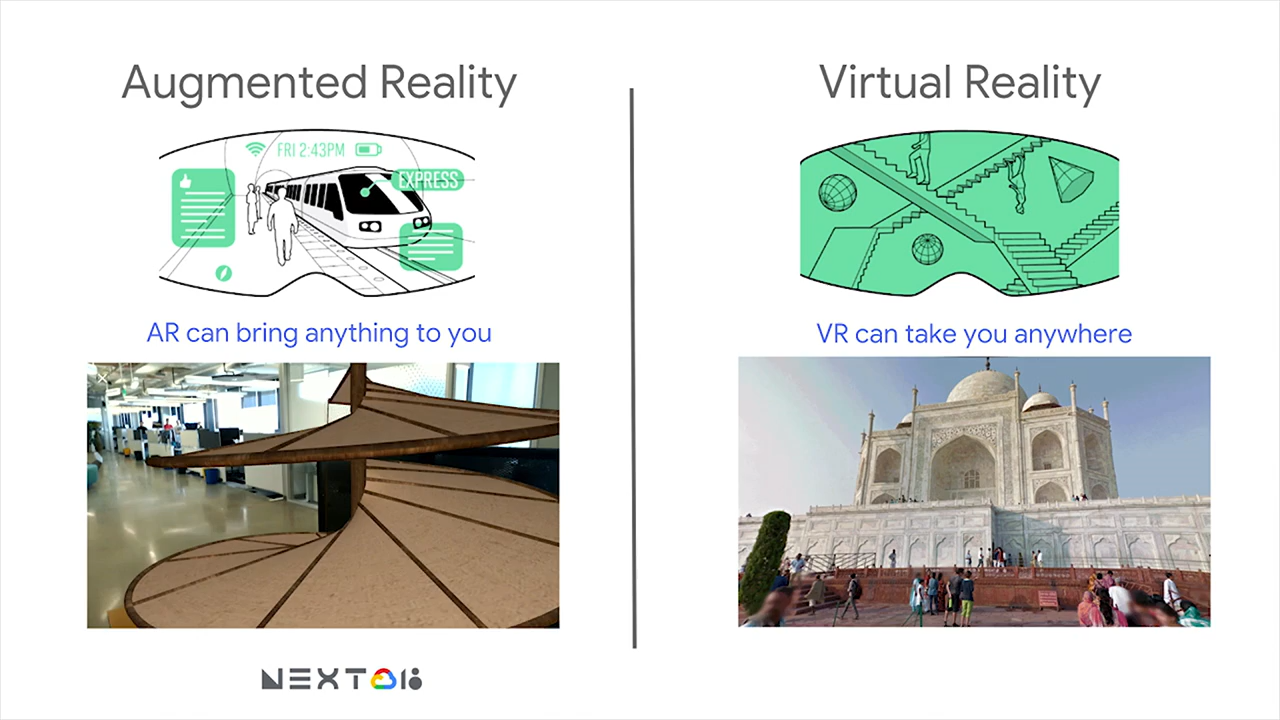 Augmented Reality
FRI 2:43PM
EXPRESS
AR can bring anything to you
Virtual Reality
VR can take you anywhere
NEXT 18